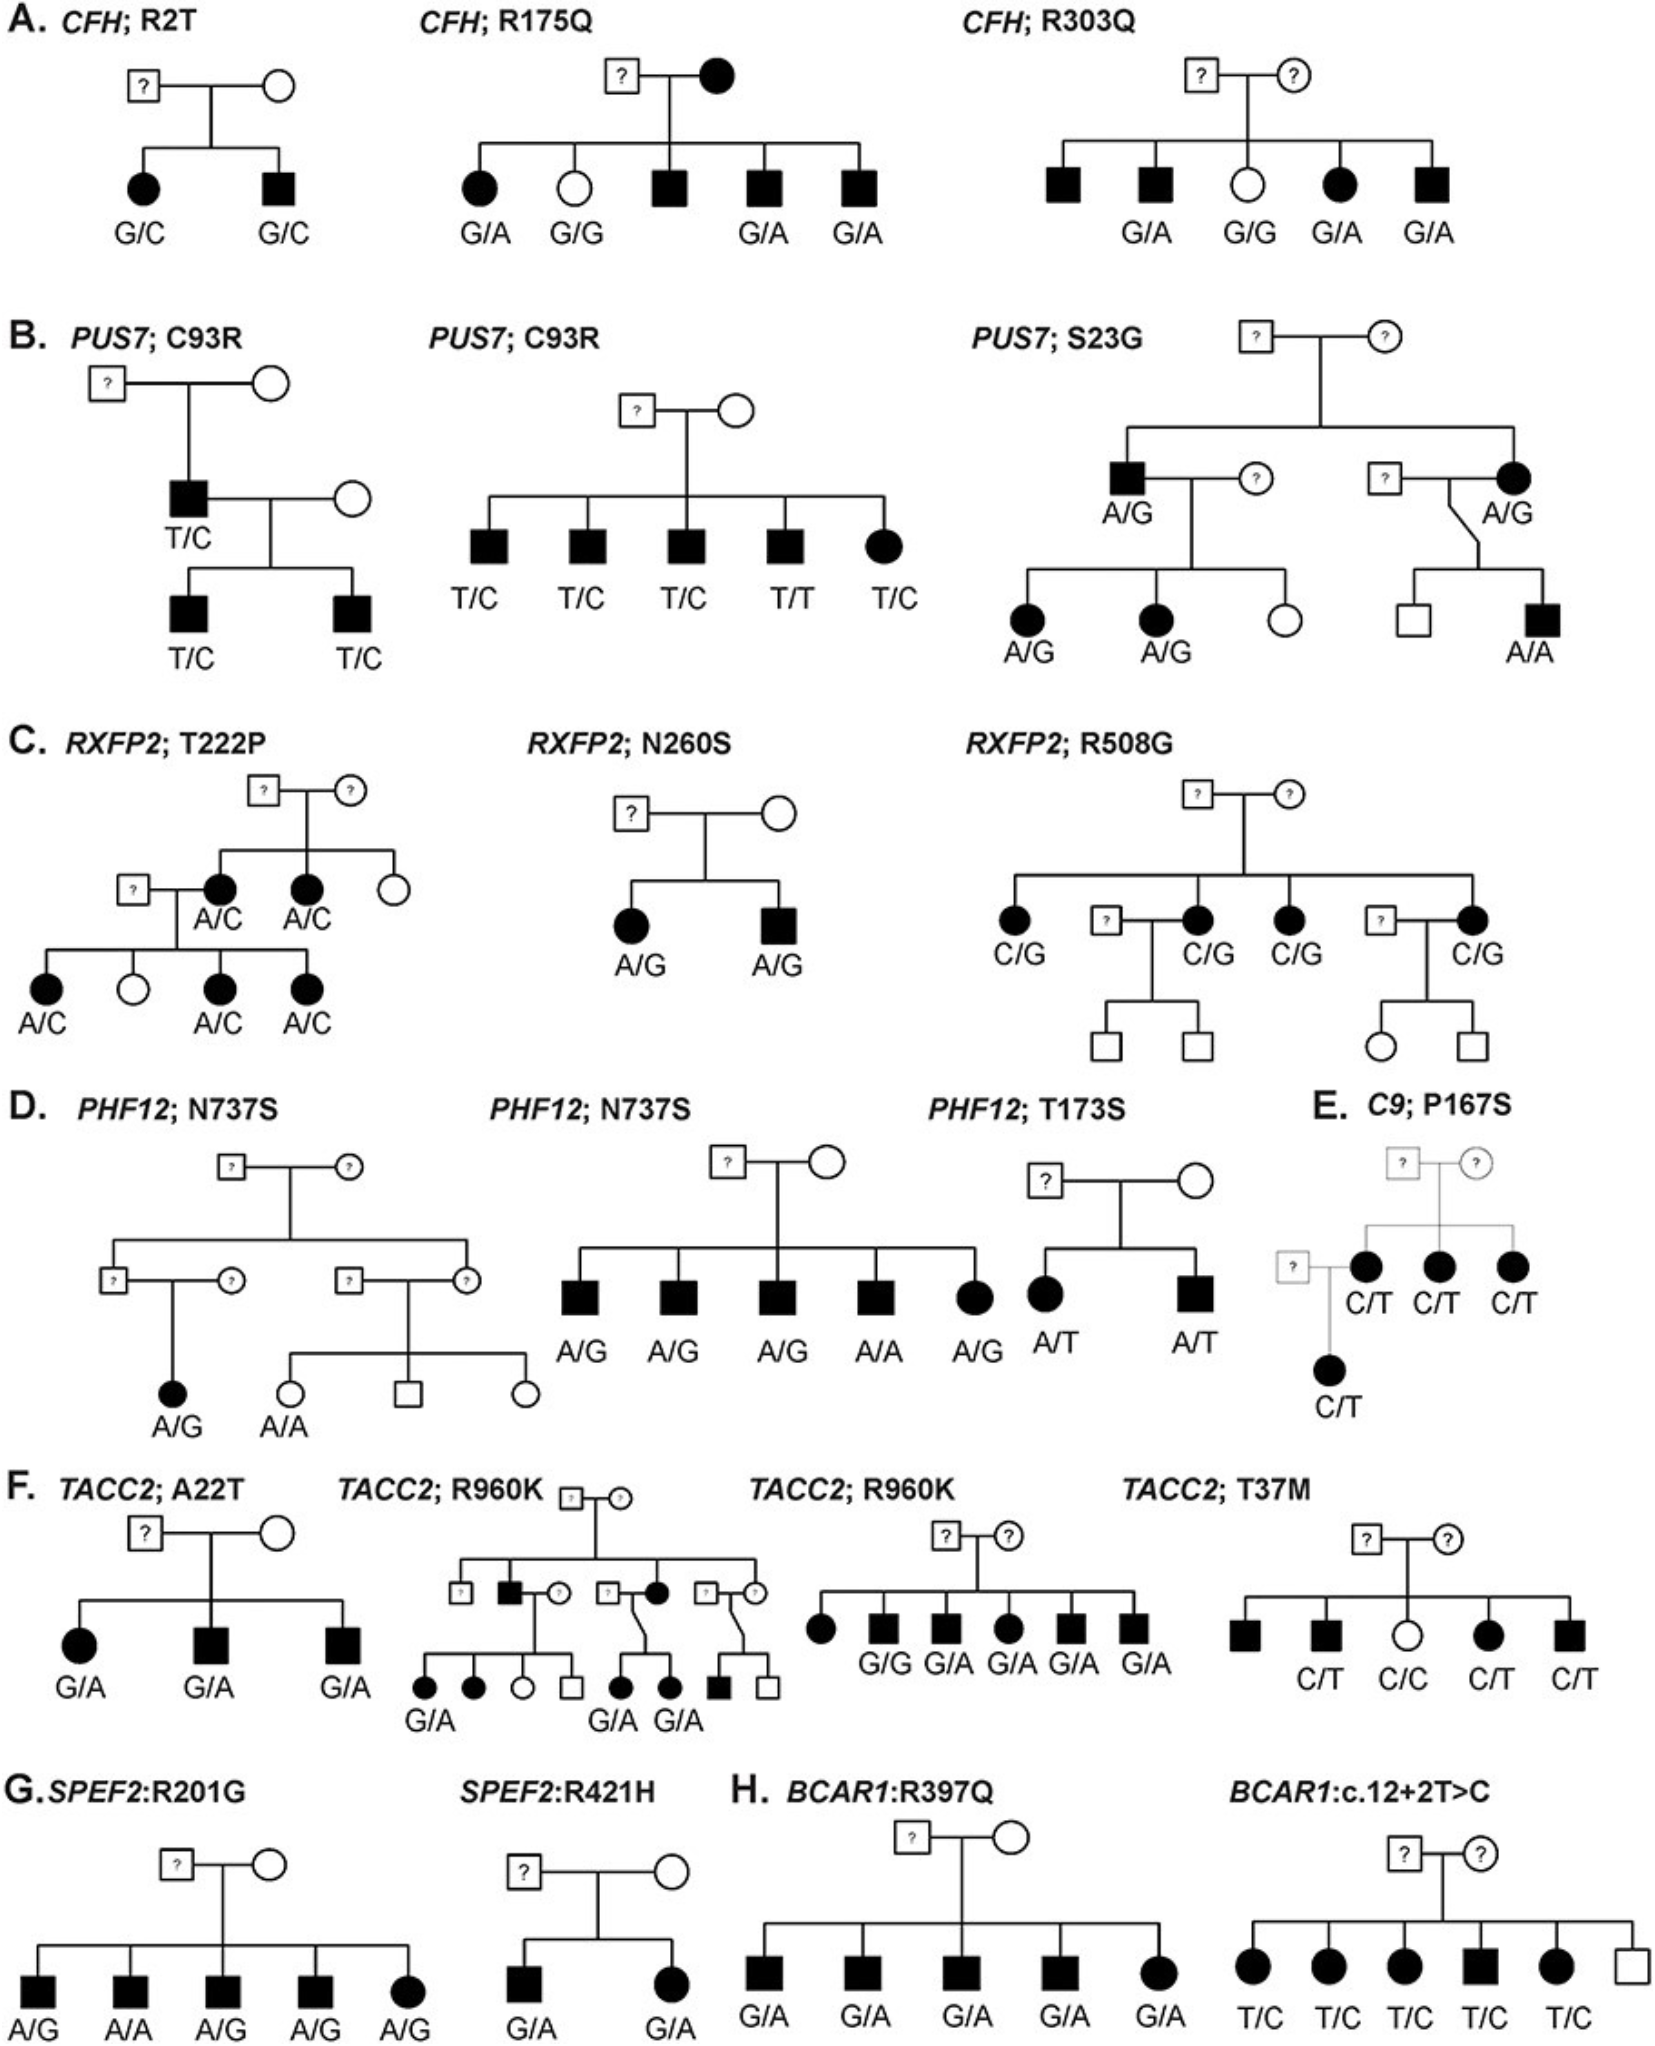 A. CFH; R2T CFH; R175Q CFH; R303Q
? ? ? ?
G/C G/C G/A G/G G/A G/A G/A G/G G/A G/A
B. PUS7; C93R PUS7; C93R PUS7; S23G
? ?
? ?
?
? ?
T/C A/G A/G
T/C T/C T/C T/T T/C
T/C T/C A/G A/G A/A
C. RXFP2; T222P RXFP2; N260S RXFP2; R508G
? ? ? ? ?
? A/C A/C ? ?
A/G A/G C/G C/G C/G C/G
A/C A/C A/C
D. PHF12; N737S PHF12; N737S PHF12; T173S E. C9; P167S
? ? ? ? ? ?
? ? ? ? ?
C/T C/T C/T
A/G A/G A/G A/A A/G A/T A/T
A/G A/A C/T
F. TACC2; A22T TACC2; R960K ? ? TACC2; R960K TACC2; T37M
? ? ? ? ?
? ? ? ? ?
G/A G/A G/A G/G G/A G/A G/A G/A C/T C/C C/T C/T
G/A G/A G/A
G. SPEF2:R201G SPEF2:R421H H. BCAR1:R397Q BCAR1:c.12+2T>C
? ? ? ? ?
A/G A/A A/G A/G A/G G/A G/A G/A G/A G/A G/A G/A T/C T/C T/C T/C T/C